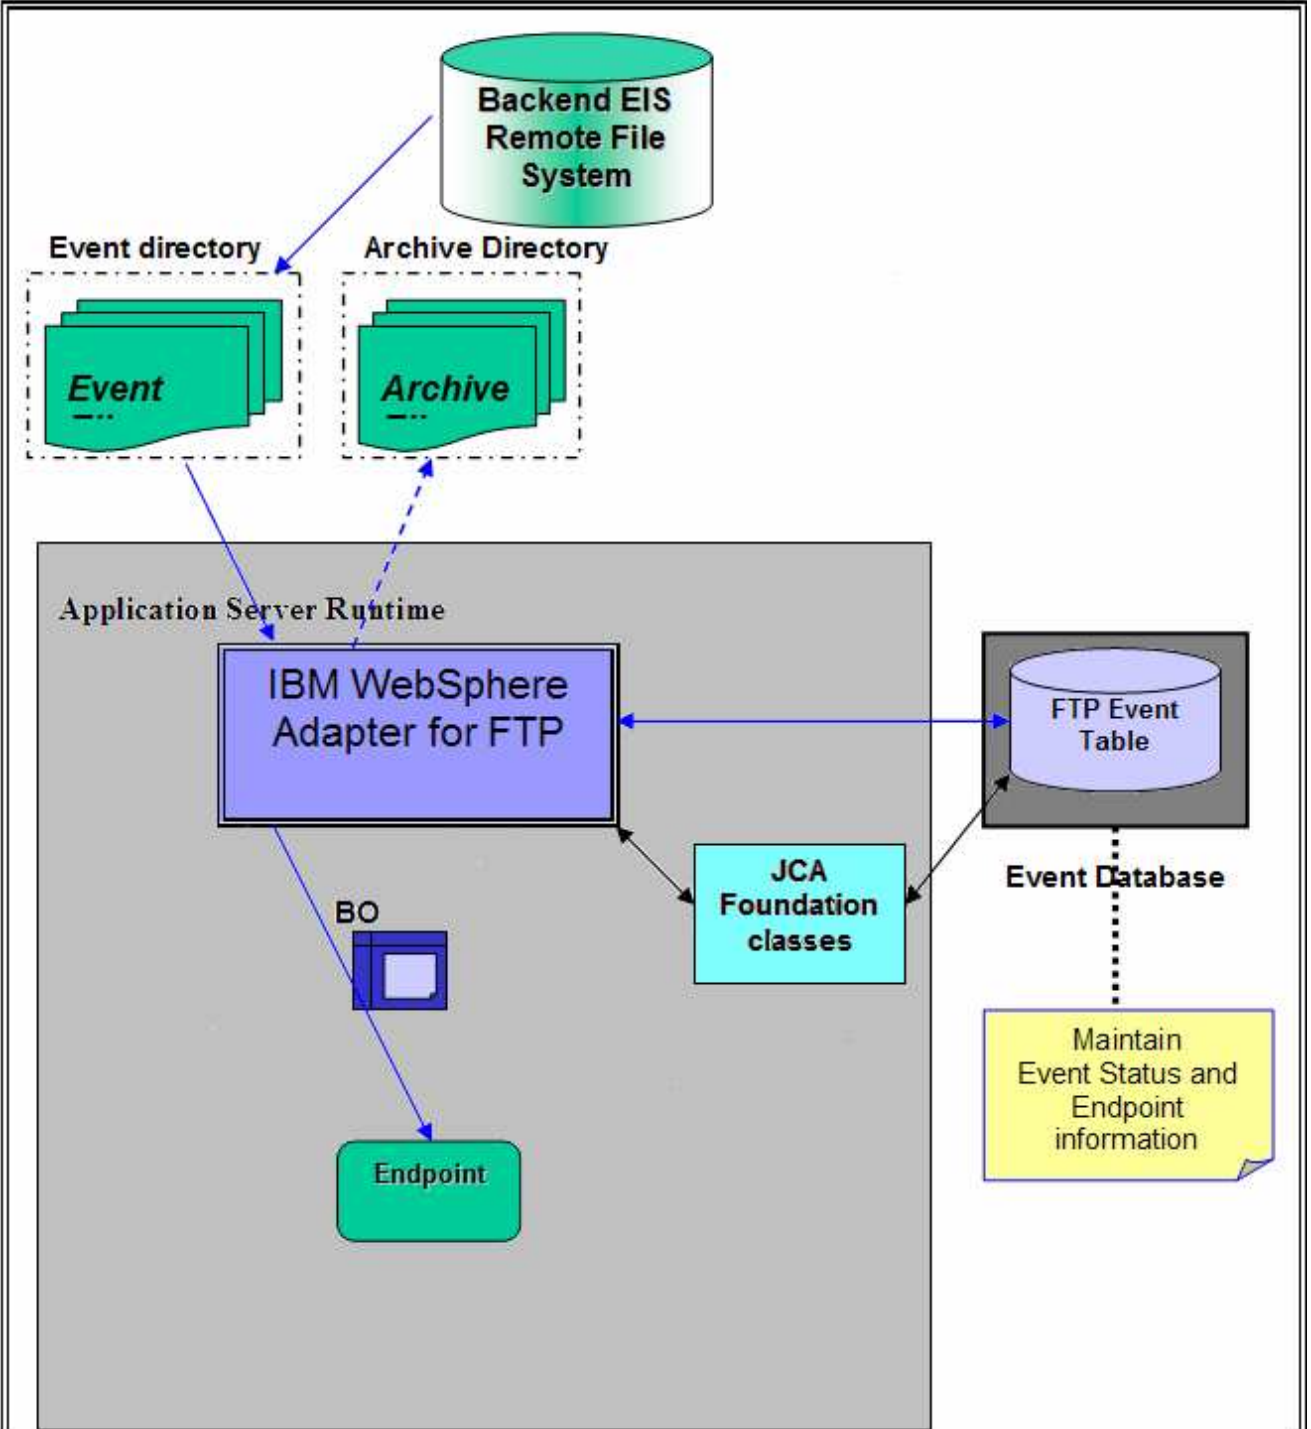 Backend EIS
Remote File
System
Event directory
Archive Directory
Event
Archive
Application Server Runtime
IBM WebSphere
Adapter for FTP
FTP Event
Table
JCA
Foundation
classes
Event Database
BO
Maintain
Event Status and
Endpoint
information
Endpoint